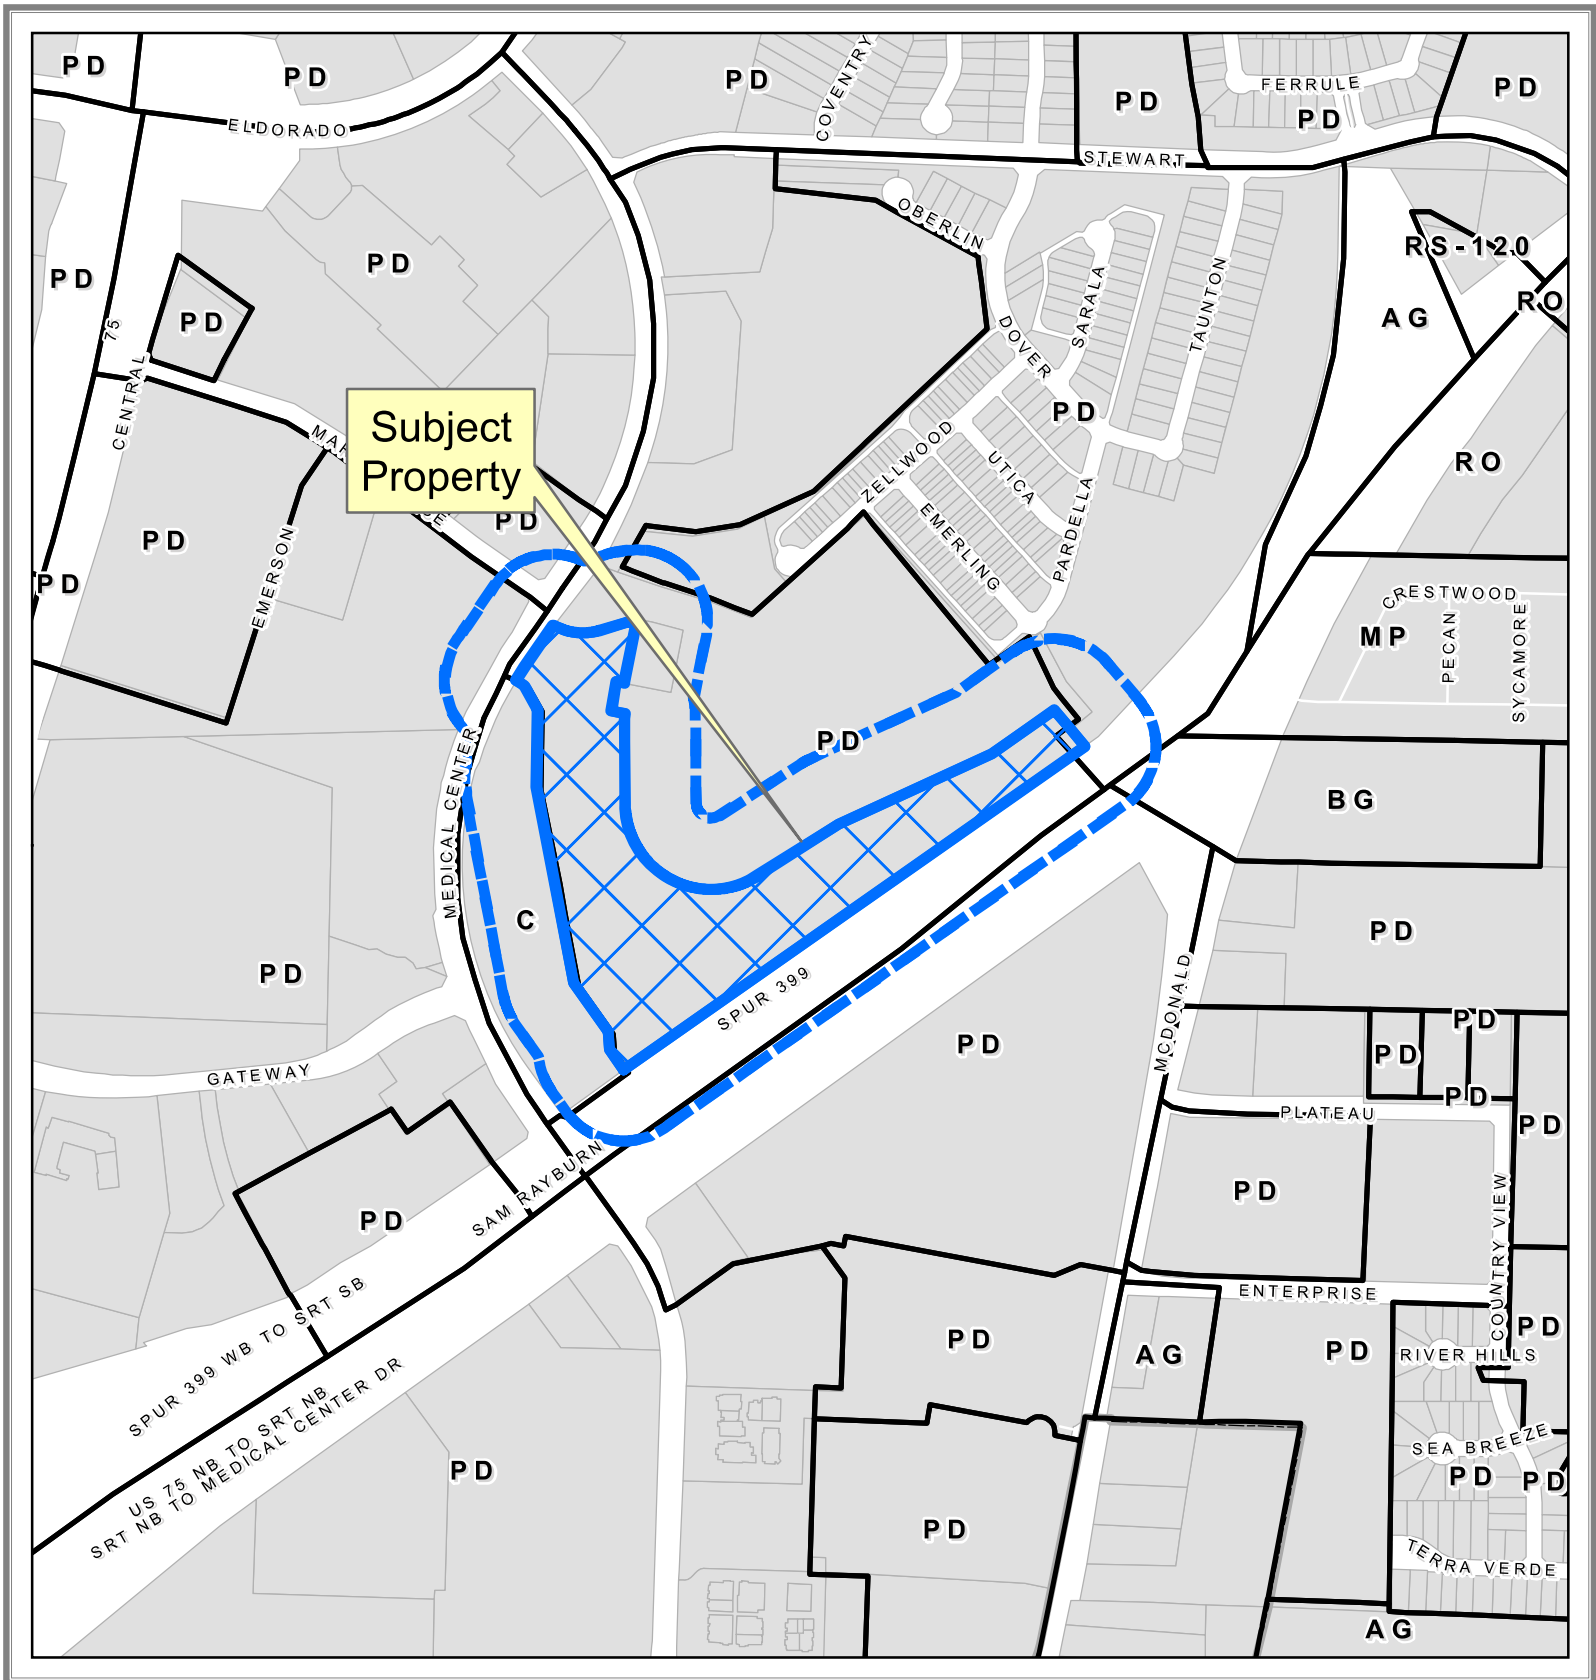 PD
PD
PD
COVENTRY
FERRULE
PD
PD
PD
ELDORADO
STEWART
OBERLIN
RS-120
PD
PD
PD
75
SARALA
TAUNTON
AG
RO
DOVER
CENTRAL
PD
Subject
Property
ZELLWOOD
UTICA
RO
PD
PD
EMERSON
EMERLING
PARDELLA
PD
CRESTWOOD
MP
PECAN
SYCAMORE
PD
MEDICAL CENTER
BG
C
PD
PD
SPUR 399
PD
MCDONALD
PD
PD
GATEWAY
PD
PLATEAU
PD
SAM RAYBURN
PD
PD
COUNTRY VIEW
ENTERPRISE
SPUR 399 WB TO SRT SB
PD
AG
PD
PD
RIVER HILLS
US 75 NB TO SRT NB
SRT NB TO MEDICAL CENTER DR
PD
SEA BREEZE
PD
PD
PD
TERRA VERDE
AG